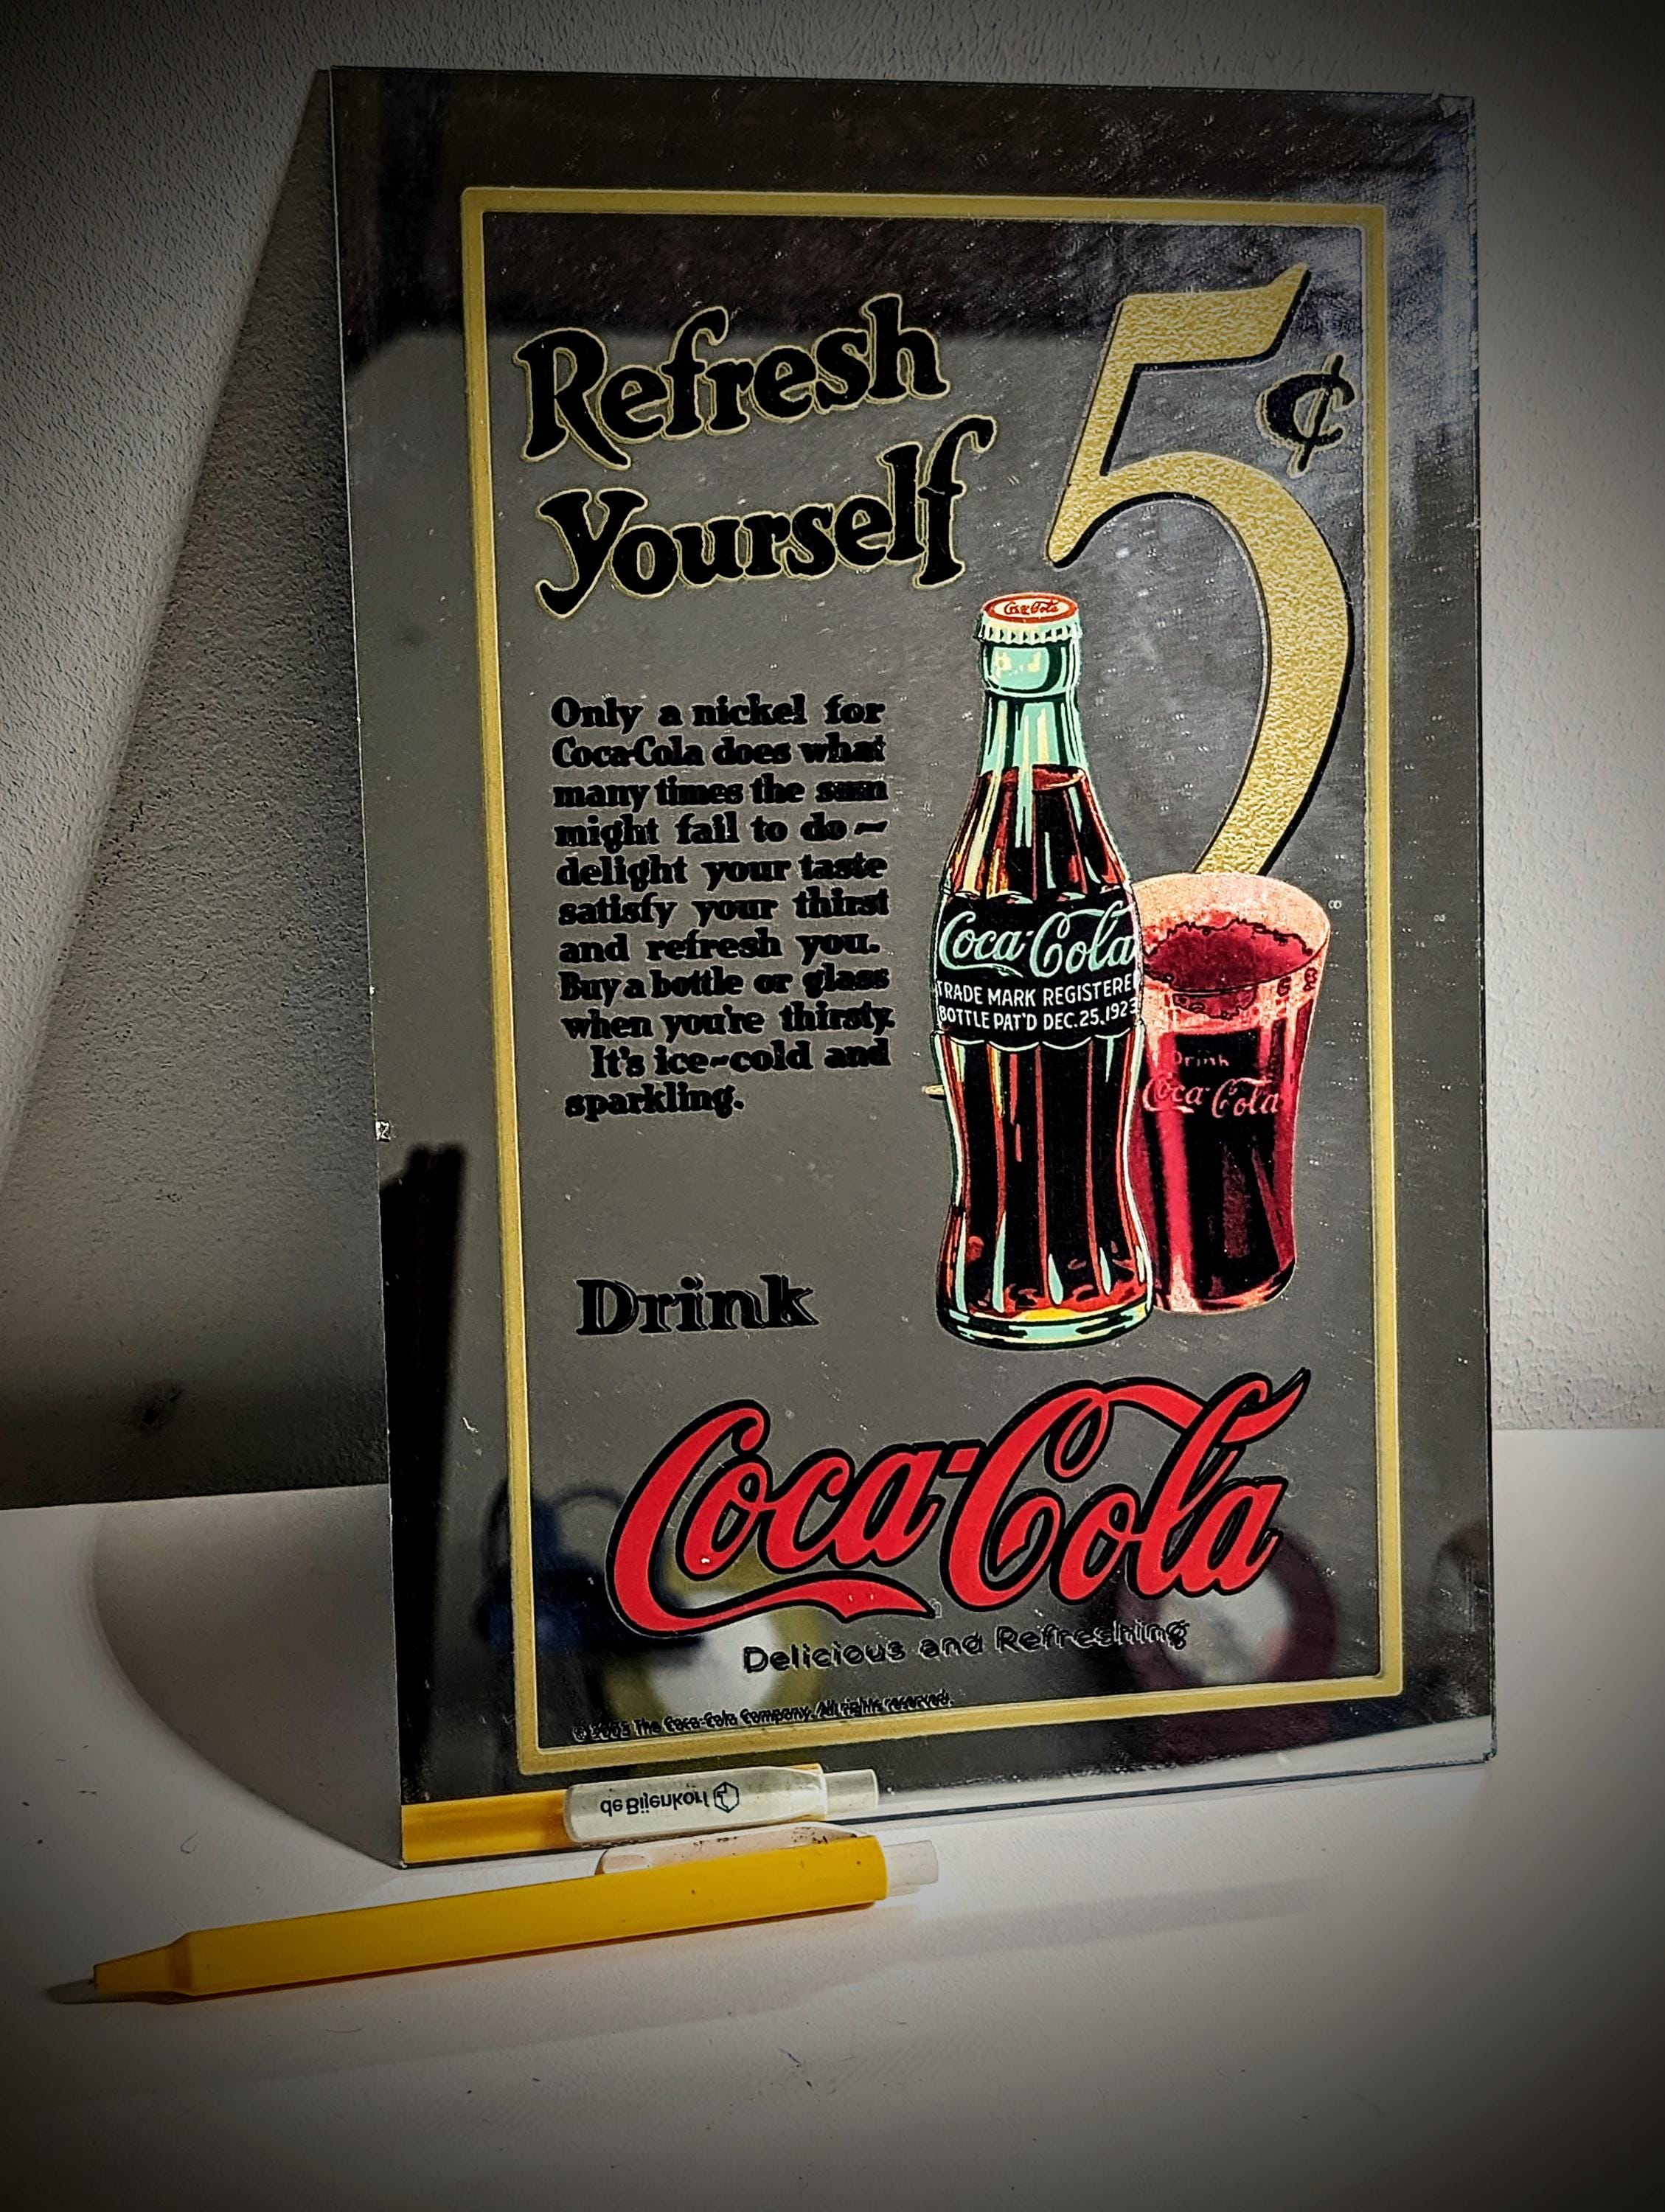 Refresh
Yourself
5¢
Only a nickel for
Coca-Cola does what
many times the sum
might fail to do~
delight your taste
satisfy your thirst
and refresh you.
Buy a bottle or glass
when you're thirsty.
It's ice-cold and
sparkling.
Coca-Cola
Coca-Cola
TRADE MARK REGISTERE
BOTTLE PAT'D DEC. 25, 1923
Drink
Coca-Cola
Drink
Coca-Cola
Delicious and Refreshing
The Coca-Cola Company. All rights reserved.
de Bijenkorf